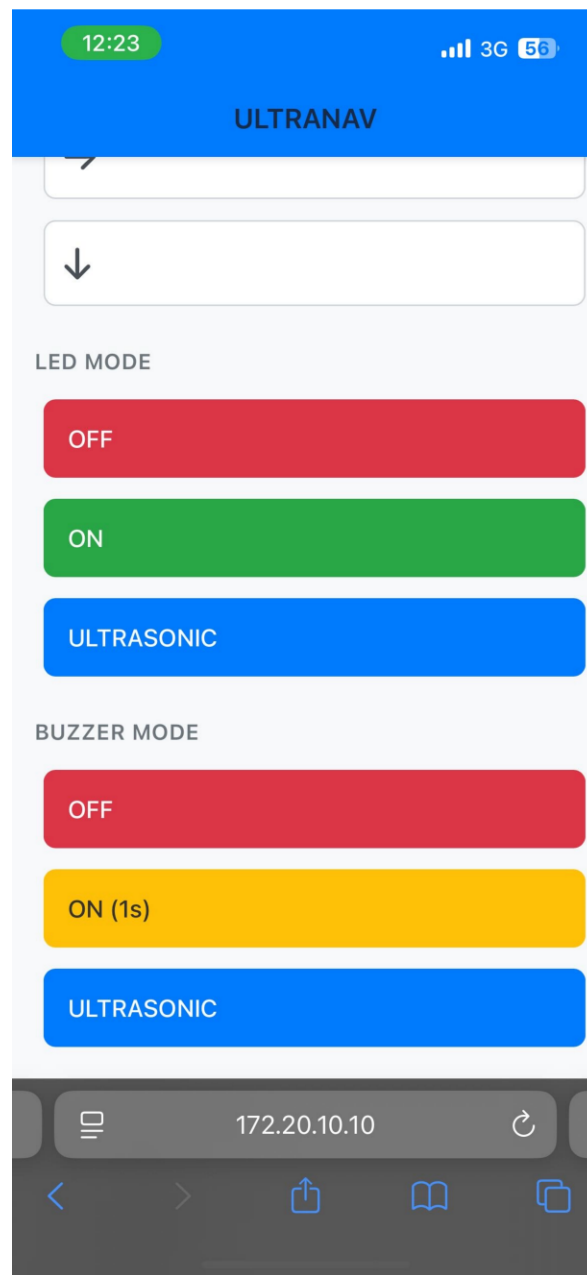 12:23
3G 56
ULTRANAV
LED MODE
OFF
ON
ULTRASONIC
BUZZER MODE
OFF
ON (1s)
ULTRASONIC
172.20.10.10